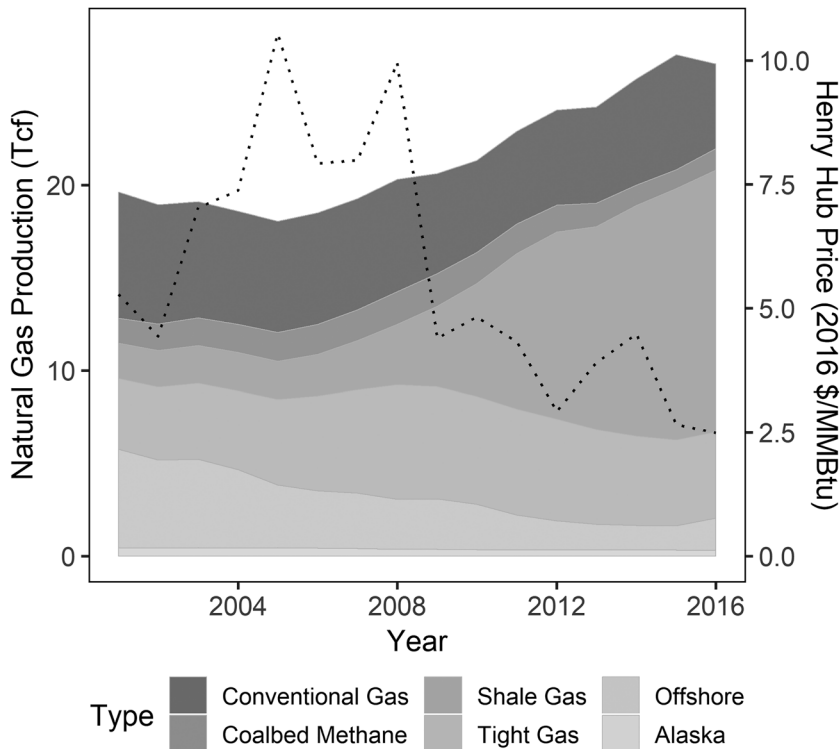 Natural Gas Production (Tcf)
20
10
0
10.0
7.5
5.0
2.5
0.0
Henry Hub Price (2016 $/MMBtu)
2004 2008 2012 2016
Year
Type
Conventional Gas Shale Gas Offshore
Coalbed Methane Tight Gas Alaska